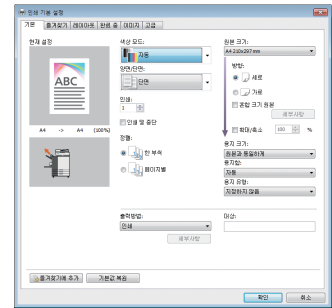 인쇄 기본 설정
기본 즐겨찾기 레이아웃 완료 중 이미지 고급
현재 설정
ABC
A4 -> A4 (100%)
색상 모드:
자동
양면/단면:
단면
인쇄:
1
인쇄 및 중단
정렬:
한 부씩
페이지별
출력방법:
인쇄
세부사항
원본 크기:
A4 210x297 mm
방향:
세로
가로
혼합 크기 원본
세부사항
확대/축소 100 %
용지 크기:
원본과 동일하게
용지함:
자동
용지 유형:
지정하지 않음
대상:
즐겨찾기에 추가 기본값 복원
확인 취소